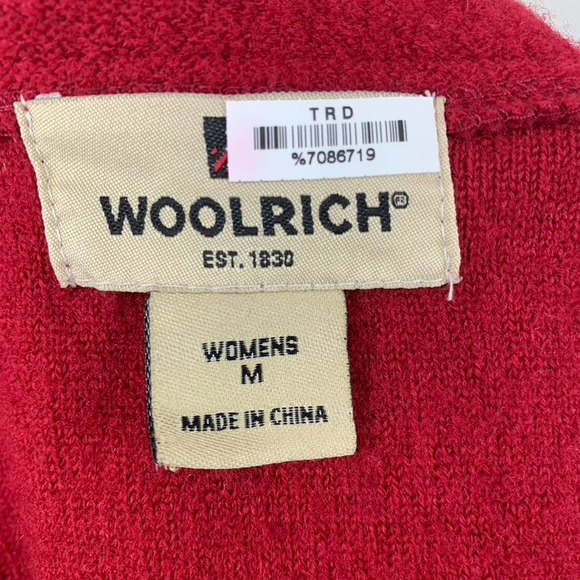 TRD
%7086719
WOOLRICH®
EST. 1830
WOMENS
M
MADE IN CHINA